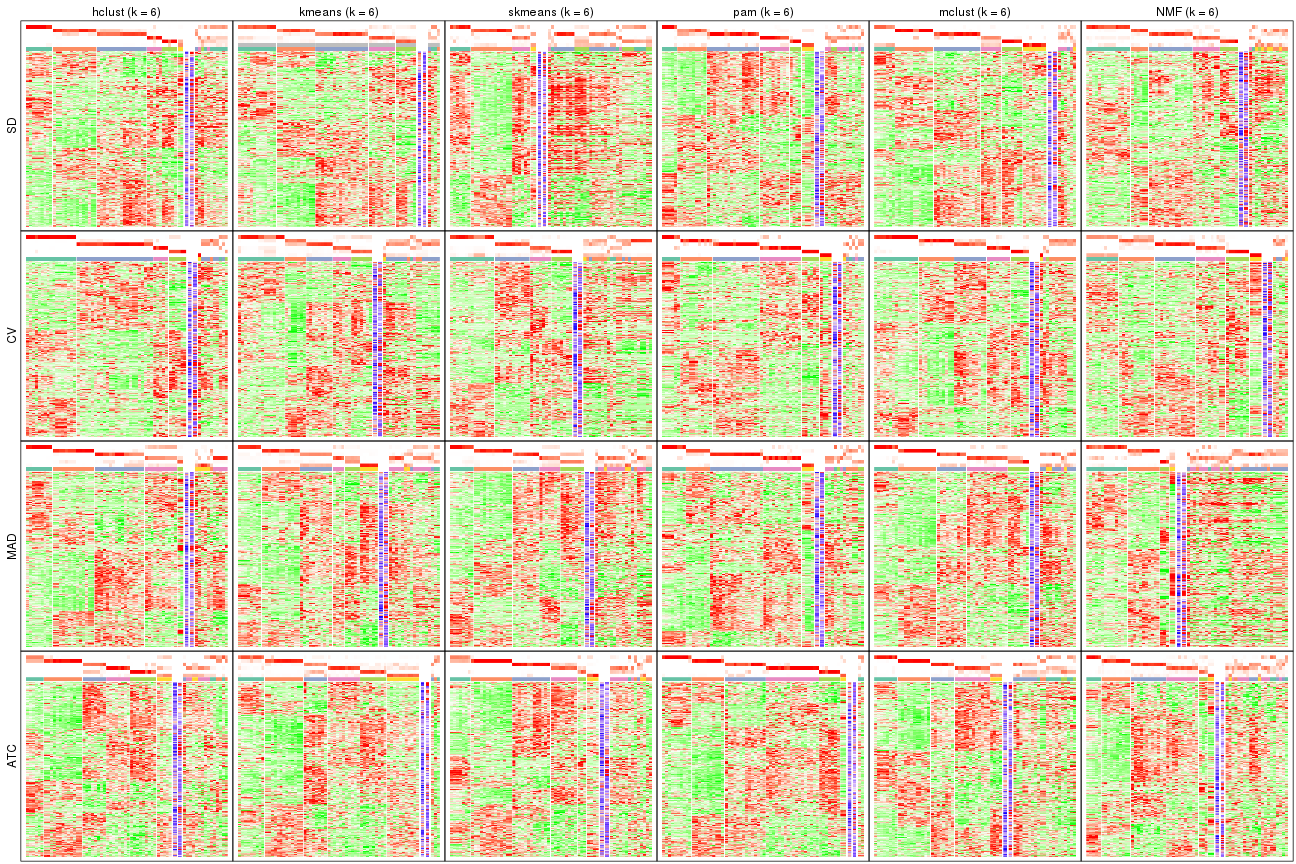 hclust (k = 6)
kmeans (k = 6)
skmeans (k = 6)
pam (k = 6)
mclust (k = 6)
NMF (k = 6)
SD
CV
MAD
ATC